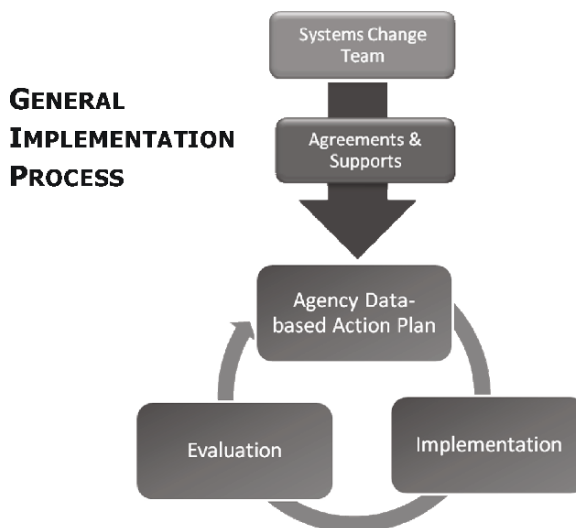 Systems Change
Team
GENERAL
IMPLEMENTATION
PROCESS
Agreements &
Supports
Agency Data-
based Action Plan
Evaluation
Implementation